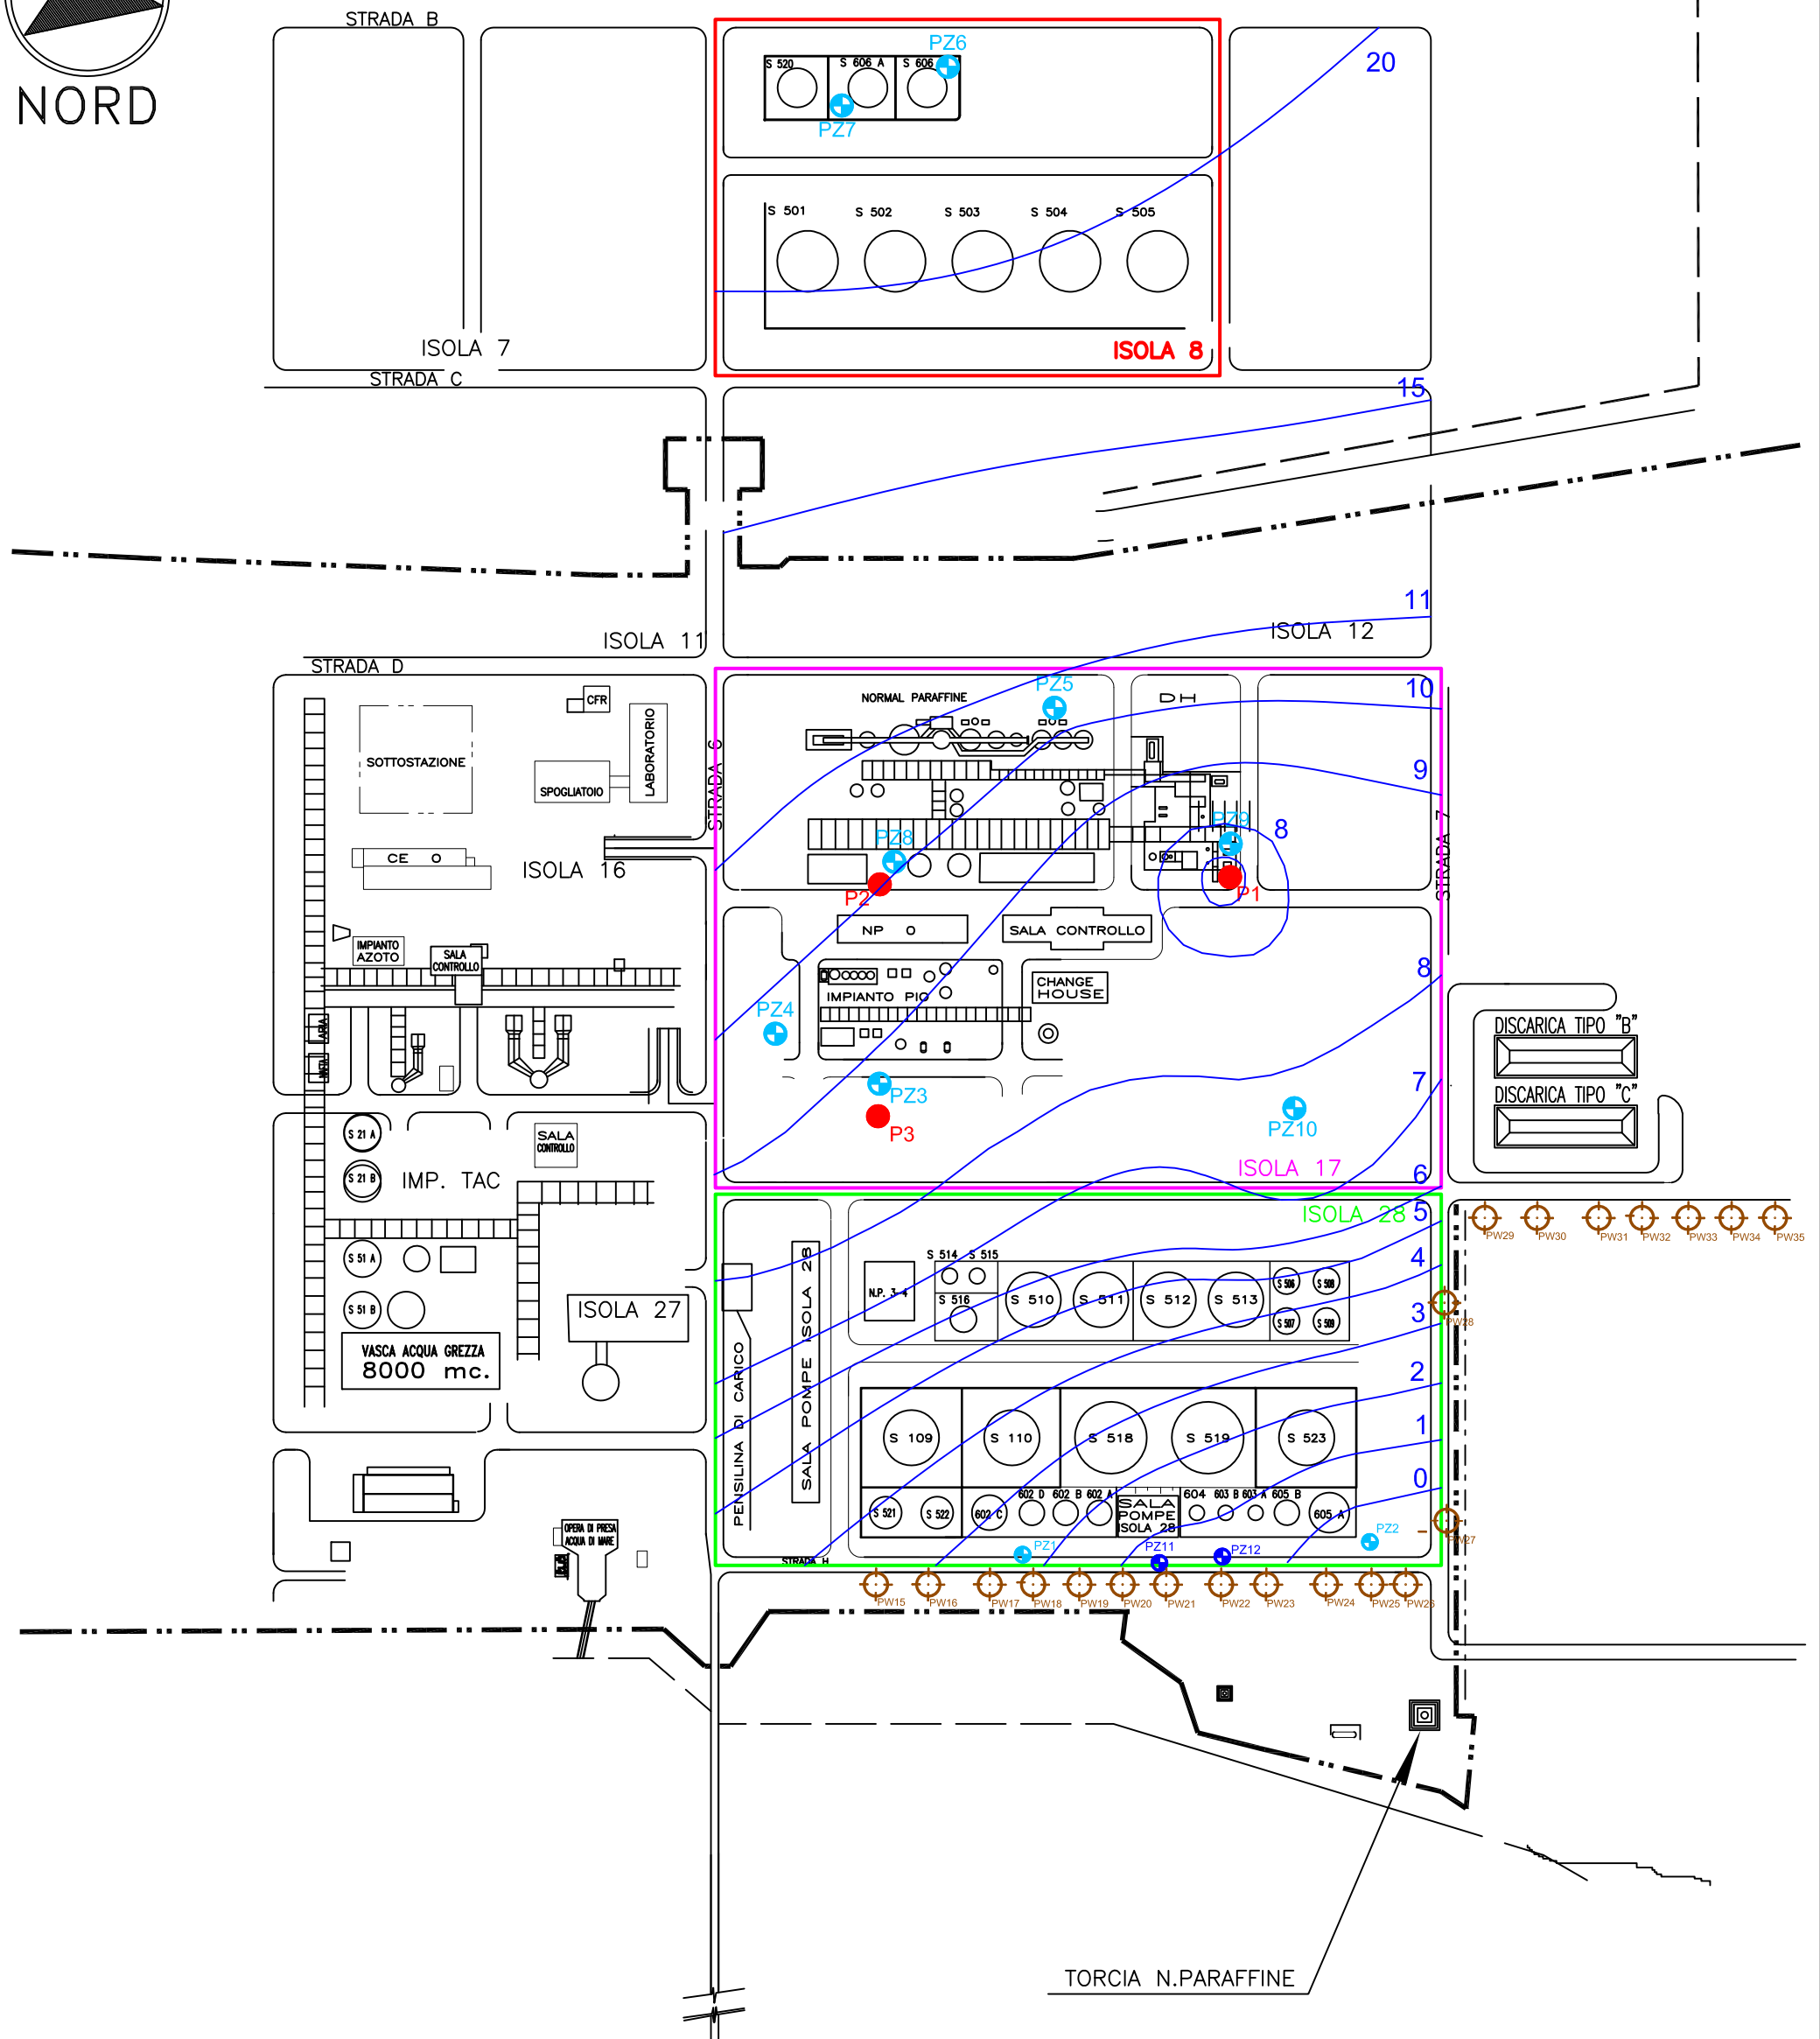 STRADA B
NORD
PZ6
S 520
S 606 A
S 606
PZ7
20
S 501
S 502
S 503
S 504
S 505
ISOLA 7
ISOLA 8
STRADA C
15
11
ISOLA 11
ISOLA 12
STRADA D
10
CFR
LABORATORIO
SOTTOSTAZIONE
SPOGLIATOIO
STRADA 6
NORMAL PARAFFINE
PZ5
DH
9
PZ8
PZ9
8
STRADA 7
CE O
ISOLA 16
P2
P1
NP O
SALA CONTROLLO
IMPIANTO
AZOTO
SALA
CONTROLLO
8
IMPIANTO PIO
CHANGE
HOUSE
PZ4
ARIA
DISCARICA TIPO "B"
7
PZ3
DISCARICA TIPO "C"
P3
PZ10
S 21 A
SALA
CONTROLLO
S 21 B
IMP. TAC
ISOLA 17
6
ISOLA 28
5
PW29
PW30
PW31
PW32
PW33
PW34
PW35
S 51 A
SALA POMPE ISOLA 28
S 514
S 515
4
N.P. 3-4
S 516
S 510
S 511
S 512
S 513
S 506
S 508
S 507
S 509
S 51 B
ISOLA 27
3
PW28
VASCA ACQUA GREZZA
8000 mc.
PENSILINA DI CARICO
2
S 109
S 110
S 518
S 519
S 523
1
0
602 D
602 B
602 A
604
603 B
603 A
605 B
S 521
S 522
602 C
SALA
POMPE
ISOLA 28
605 A
OPERA DI PRESA
ACQUA DI MARE
PZ1
PZ11
PZ12
PZ2
PW27
STRADA H
PW15
PW16
PW17
PW18
PW19
PW20
PW21
PW22
PW23
PW24
PW25
PW26
TORCIA N.PARAFFINE